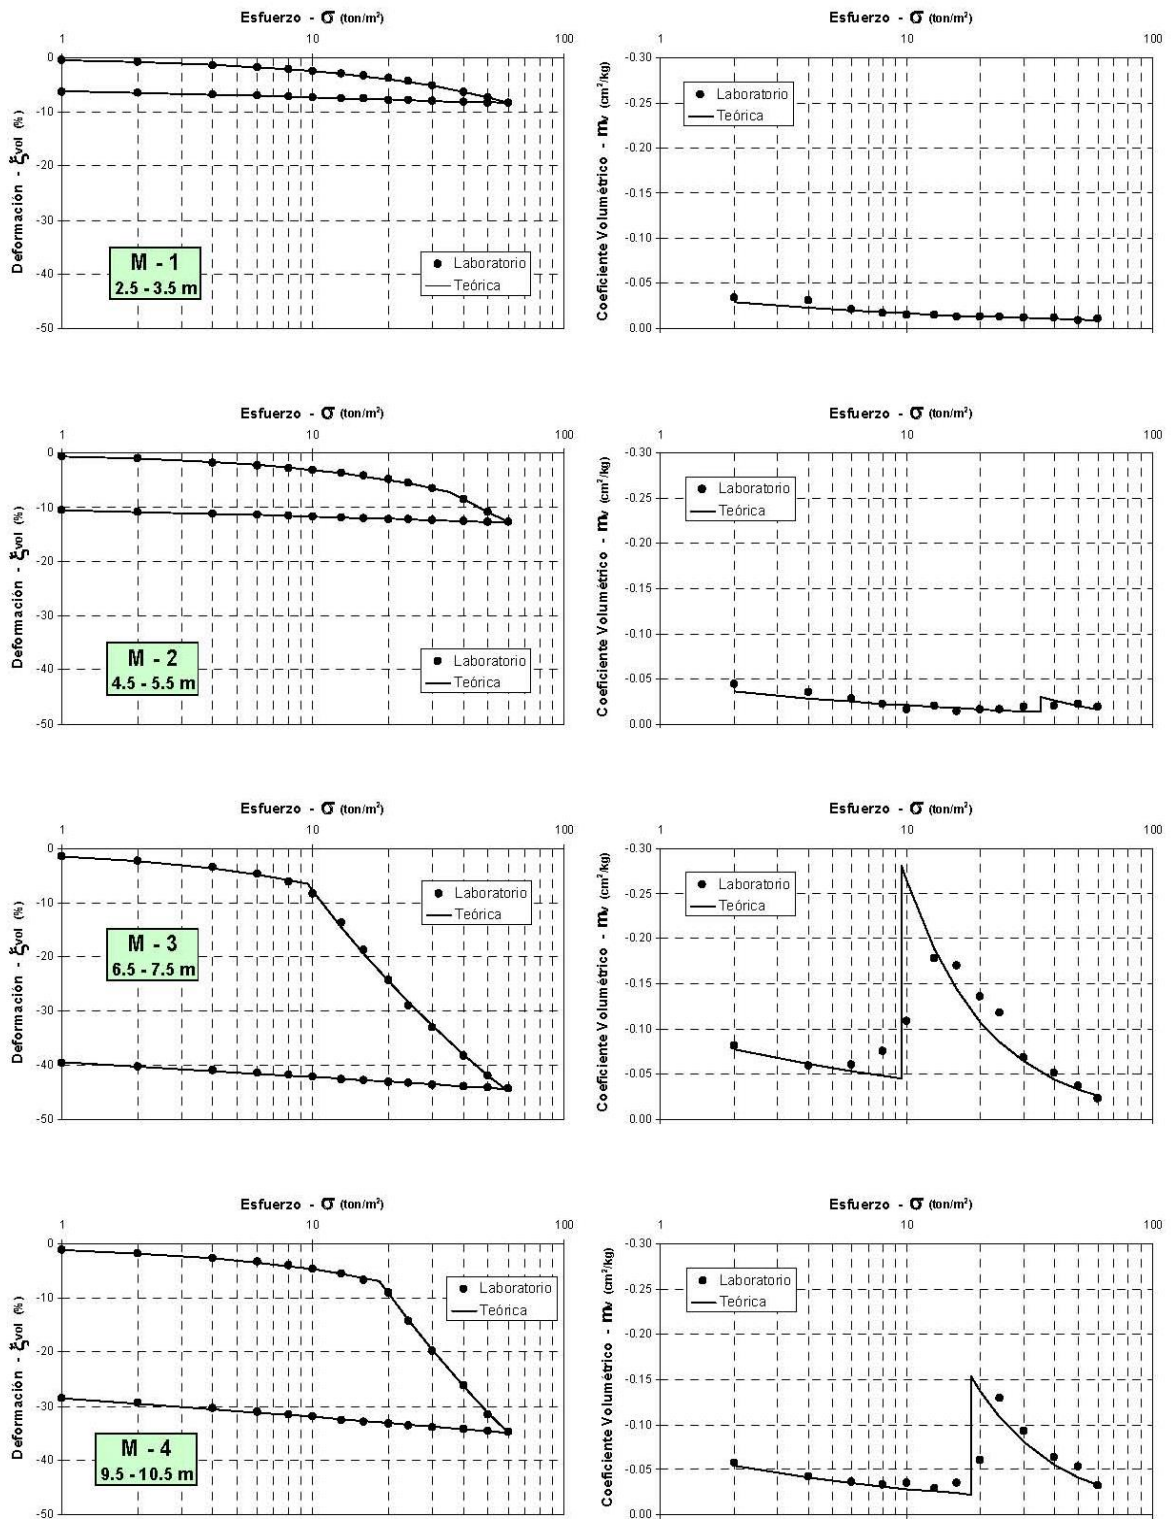 Esfuerzo - σ (ton/m²)
Esfuerzo - σ (ton/m²)
1 10 100
1 10 100
0
-10
-20
-30
-40
-50
Deformación - ξvol (%)
M - 1
2.5 - 3.5 m
Laboratorio
Teórica
-0.30
-0.25
-0.20
-0.15
-0.10
-0.05
0.00
Coeficiente Volumétrico - mv (cm²/kg)
Laboratorio
Teórica
Esfuerzo - σ (ton/m²)
Esfuerzo - σ (ton/m²)
1 10 100
1 10 100
0
-10
-20
-30
-40
-50
Deformación - ξvol (%)
M - 2
4.5 - 5.5 m
Laboratorio
Teórica
-0.30
-0.25
-0.20
-0.15
-0.10
-0.05
0.00
Coeficiente Volumétrico - mv (cm²/kg)
Laboratorio
Teórica
Esfuerzo - σ (ton/m²)
Esfuerzo - σ (ton/m²)
1 10 100
1 10 100
0
-10
-20
-30
-40
-50
Deformación - ξvol (%)
M - 3
6.5 - 7.5 m
Laboratorio
Teórica
-0.30
-0.25
-0.20
-0.15
-0.10
-0.05
0.00
Coeficiente Volumétrico - mv (cm²/kg)
Laboratorio
Teórica
Esfuerzo - σ (ton/m²)
Esfuerzo - σ (ton/m²)
1 10 100
1 10 100
0
-10
-20
-30
-40
-50
Deformación - ξvol (%)
M - 4
9.5 - 10.5 m
Laboratorio
Teórica
-0.30
-0.25
-0.20
-0.15
-0.10
-0.05
0.00
Coeficiente Volumétrico - mv (cm²/kg)
Laboratorio
Teórica